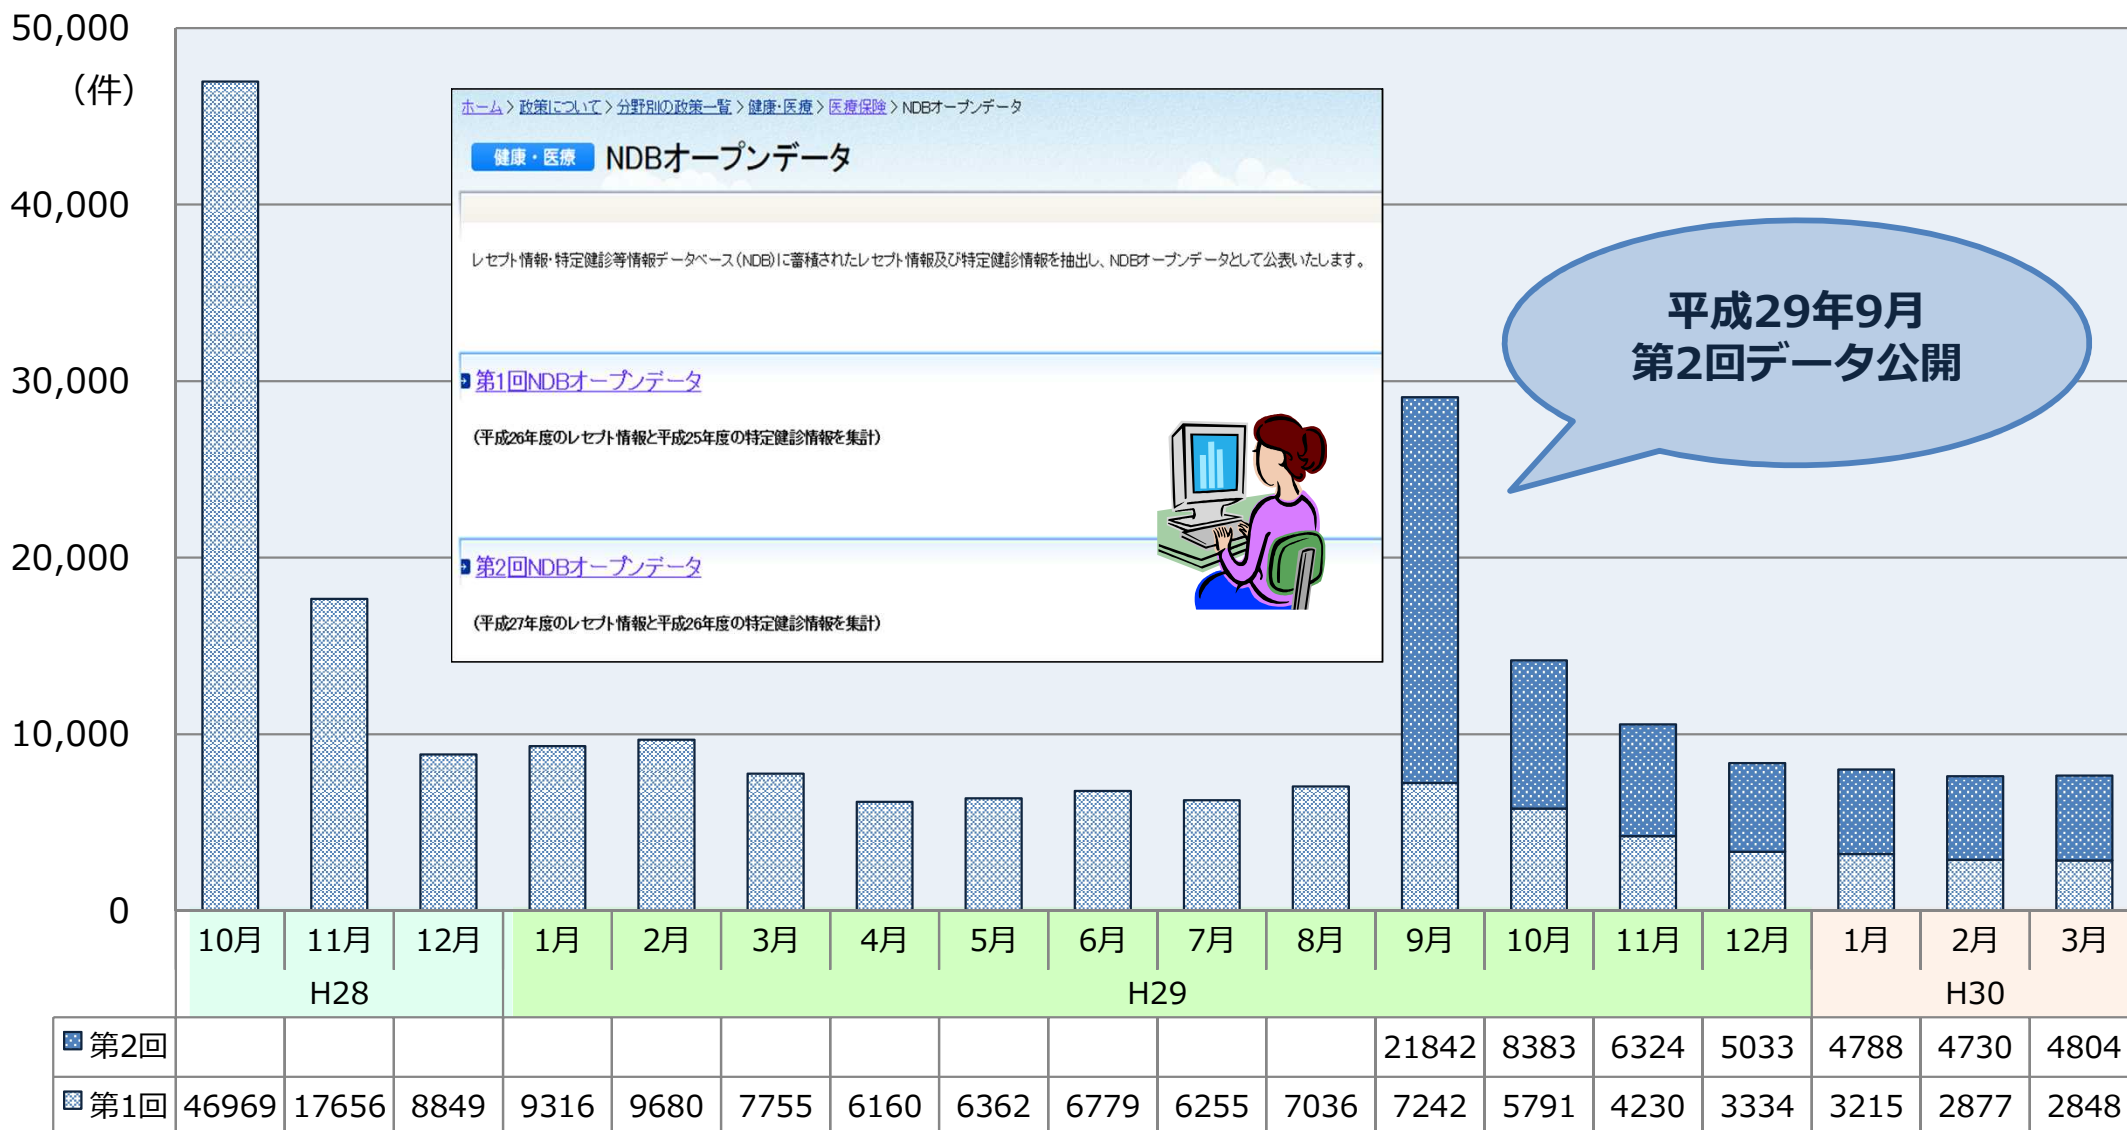 50,000
（件）
40,000
30,000
20,000
10,000
0
ホーム > 政策について > 分野別の政策一覧 > 健康・医療 > 医療保険 > NDBオープンデータ
健康・医療 NDBオープンデータ
レセプト情報・特定健診等情報データベース（NDB）に蓄積されたレセプト情報及び特定健診情報を抽出し、NDBオープンデータとして公表いたします。
第1回NDBオープンデータ
（平成26年度のレセプト情報と平成25年度の特定健診情報を集計）
第2回NDBオープンデータ
（平成27年度のレセプト情報と平成26年度の特定健診情報を集計）
平成29年9月
第2回データ公開
10月 11月 12月 1月 2月 3月 4月 5月 6月 7月 8月 9月 10月 11月 12月 1月 2月 3月
H28 H29 H30
第2回 21842 8383 6324 5033 4788 4730 4804
第1回 46969 17656 8849 9316 9680 7755 6160 6362 6779 6255 7036 7242 5791 4230 3334 3215 2877 2848